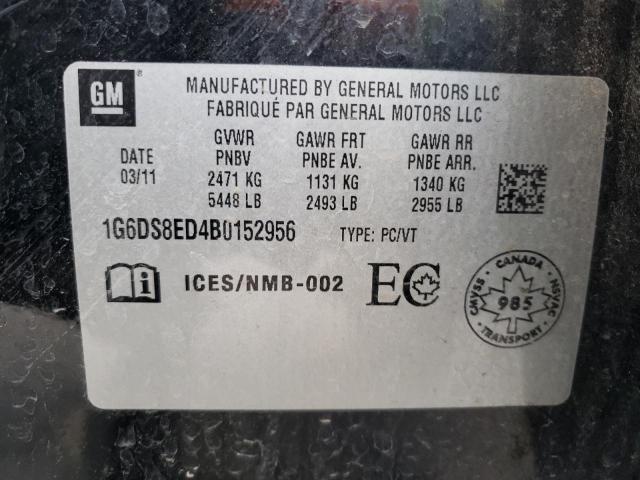 GM
MANUFACTURED BY GENERAL MOTORS LLC
FABRIQUÉ PAR GENERAL MOTORS LLC
DATE
03/11
GVWR
PNBV
2471 KG
5448 LB
GAWR FRT
PNBE AV.
1131 KG
2493 LB
GAWR RR
PNBE ARR.
1340 KG
2955 LB
1G6DS8ED4B0152956 TYPE: PC/VT
ICES/NMB-002
EC
CANADA
CMVSS
NSVAC
985
TRANSPORT